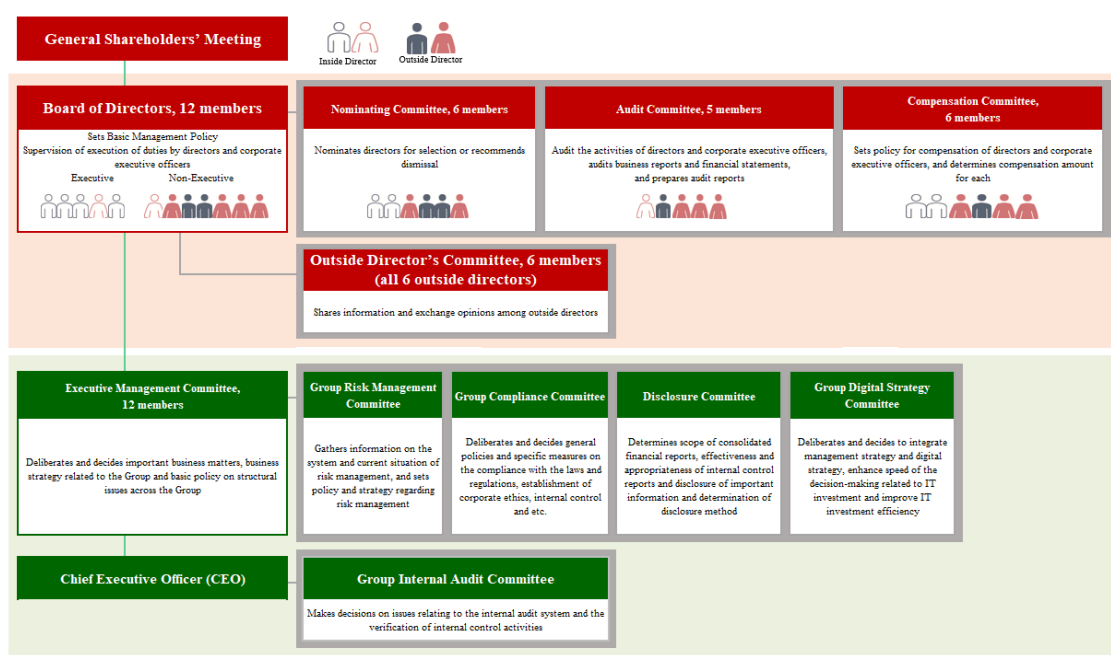 General Shareholders' Meeting
Inside Director
Outside Director
Board of Directors, 12 members
Sets Basic Management Policy
Supervision of execution of duties by directors and corporate
executive officers
Executive
Non-Executive
Nominating Committee, 6 members
Nominates directors for selection or recommends
dismissal
Audit Committee, 5 members
Audit the activities of directors and corporate executive officers,
audits business reports and financial statements,
and prepares audit reports
Compensation Committee,
6 members
Sets policy for compensation of directors and corporate
executive officers, and determines compensation amount
for each
Outside Director's Committee, 6 members
(all 6 outside directors)
Shares information and exchange opinions among outside directors
Executive Management Committee,
12 members
Deliberates and decides important business matters, business
strategy related to the Group and basic policy on structural
issues across the Group
Group Risk Management
Committee
Gathers information on the
system and current situation of
risk management, and sets
policy and strategy regarding
risk management
Group Compliance Committee
Deliberates and decides general
policies and specific measures on
the compliance with the laws and
regulations, establishment of
corporate ethics, internal control
and etc.
Disclosure Committee
Determines scope of consolidated
financial reports, effectiveness and
appropriateness of internal control
reports and disclosure of important
information and determination of
disclosure method
Group Digital Strategy
Committee
Deliberates and decides to integrate
management strategy and digital
strategy, enhance speed of the
decision-making related to IT
investment and improve IT
investment efficiency
Chief Executive Officer (CEO)
Group Internal Audit Committee
Makes decisions on issues relating to the internal audit system and the
verification of internal control activities